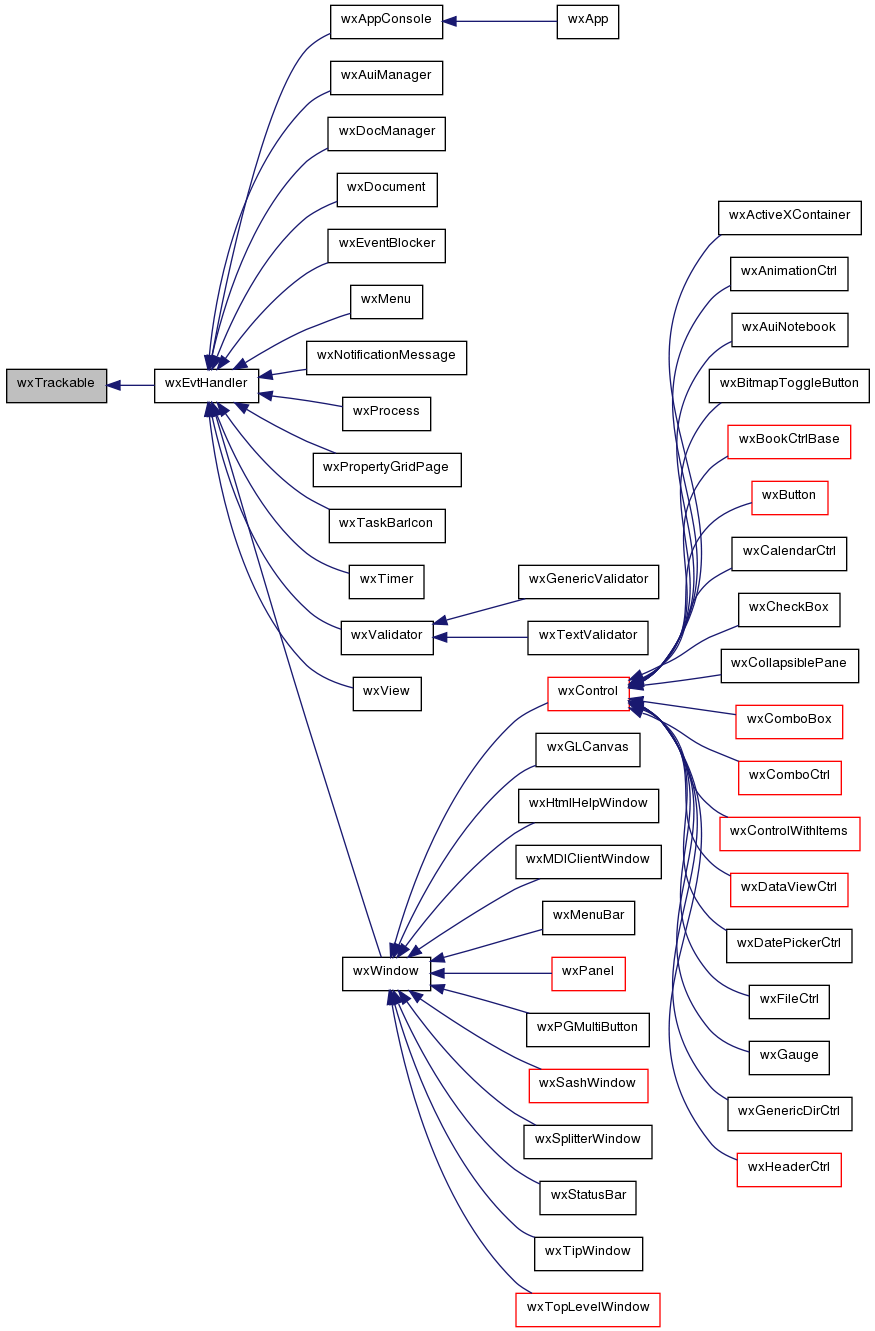 wxTrackable
wxEvtHandler
wxAppConsole
wxApp
wxAuiManager
wxDocManager
wxDocument
wxEventBlocker
wxMenu
wxNotificationMessage
wxProcess
wxPropertyGridPage
wxTaskBarIcon
wxTimer
wxValidator
wxGenericValidator
wxTextValidator
wxView
wxWindow
wxControl
wxGLCanvas
wxHtmlHelpWindow
wxMDIClientWindow
wxMenuBar
wxPanel
wxPGMultiButton
wxSashWindow
wxSplitterWindow
wxStatusBar
wxTipWindow
wxTopLevelWindow
wxActiveXContainer
wxAnimationCtrl
wxAuiNotebook
wxBitmapToggleButton
wxBookCtrlBase
wxButton
wxCalendarCtrl
wxCheckBox
wxCollapsiblePane
wxComboBox
wxComboCtrl
wxControlWithItems
wxDataViewCtrl
wxDatePickerCtrl
wxFileCtrl
wxGauge
wxGenericDirCtrl
wxHeaderCtrl